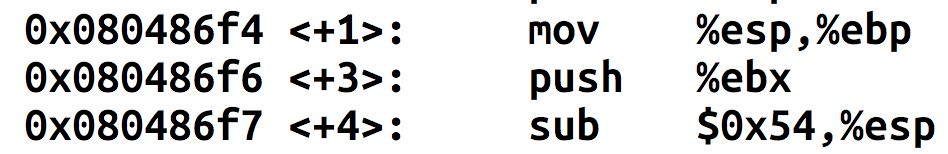 0x080486f4 <+1>: mov %esp,%ebp
0x080486f6 <+3>: push %ebx
0x080486f7 <+4>: sub $0x54,%esp